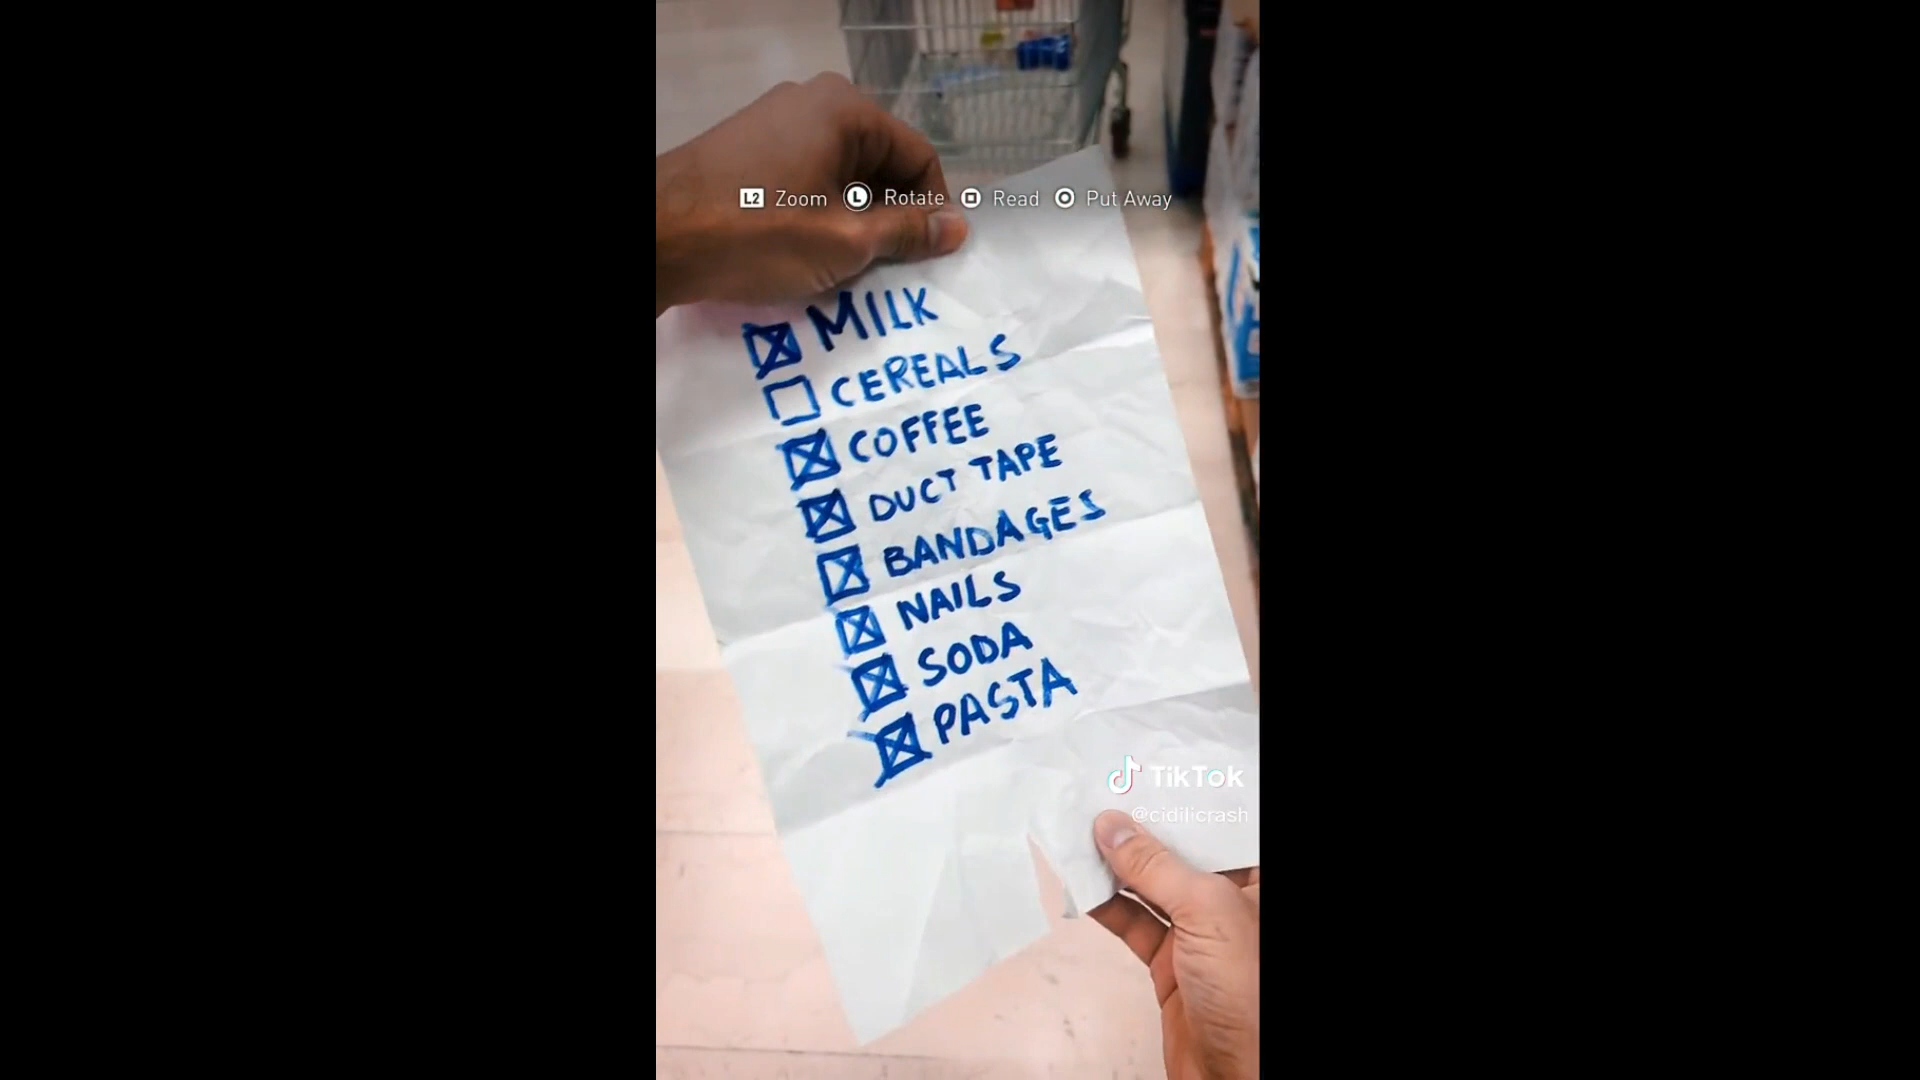 L2 Zoom L Rotate Read Put Away
MILK
CEREALS
COFFEE
DUCT TAPE
BANDAGES
NAILS
SODA
PASTA
TikTok
@cidilicrash